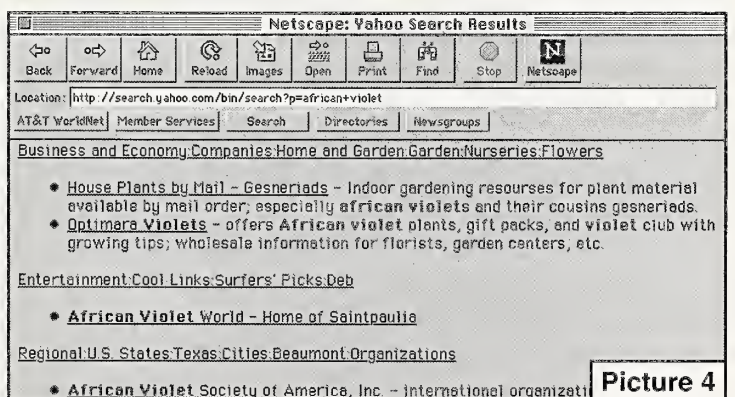 Netscape: Yahoo Search Results
Back Forward Home Reload Images Open Print Find Stop Netscape
N
Location: http://search.yahoo.com/bin/search?p=african+violet
AT&T WorldNet Member Services Search Directories Newsgroups
Business and Economy:Companies:Home and Garden:Garden:Nurseries:Flowers
House Plants by Mail - Gesneriads - Indoor gardening resourses for plant material
available by mail order; especially african violets and their cousins gesneriads.
Optimara Violets - offers African violet plants, gift packs, and violet club with
growing tips; wholesale information for florists, garden centers, etc.
Entertainment:Cool Links:Surfers' Picks:Deb
African Violet World - Home of Saintpaulia
Regional:U.S. States:Texas:Cities:Beaumont:Organizations
African Violet Society of America, Inc. - international organizati
Picture 4